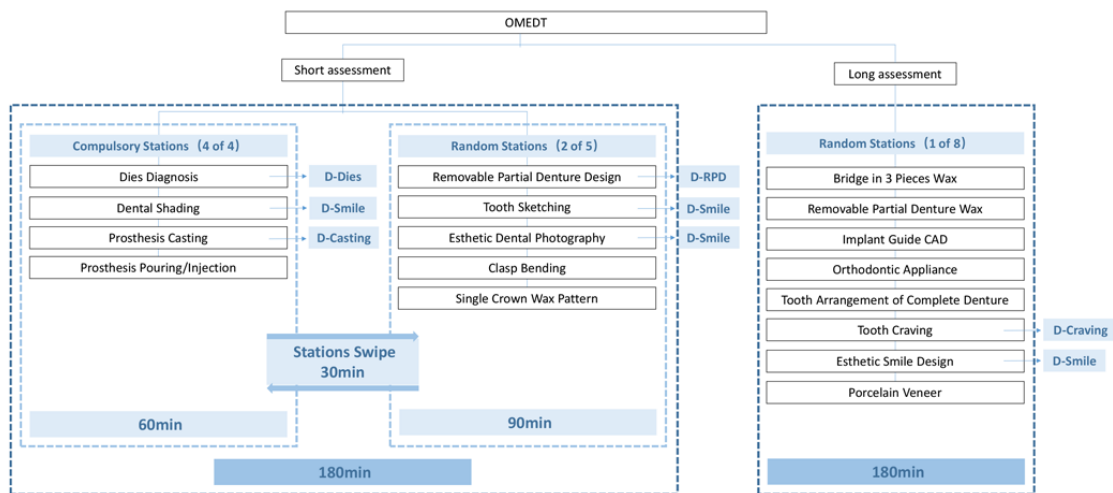 OMEDT
Short assessment
Long assessment
Compulsory Stations (4 of 4)
Dies Diagnosis
D-Dies
Dental Shading
D-Smile
Prosthesis Casting
D-Casting
Prosthesis Pouring/Injection
60min
Random Stations (2 of 5)
Removable Partial Denture Design
D-RPD
Tooth Sketching
D-Smile
Esthetic Dental Photography
D-Smile
Clasp Bending
Single Crown Wax Pattern
90min
Stations Swipe
30min
180min
Random Stations (1 of 8)
Bridge in 3 Pieces Wax
Removable Partial Denture Wax
Implant Guide CAD
Orthodontic Appliance
Tooth Arrangement of Complete Denture
Tooth Craving
D-Craving
Esthetic Smile Design
D-Smile
Porcelain Veneer
180min